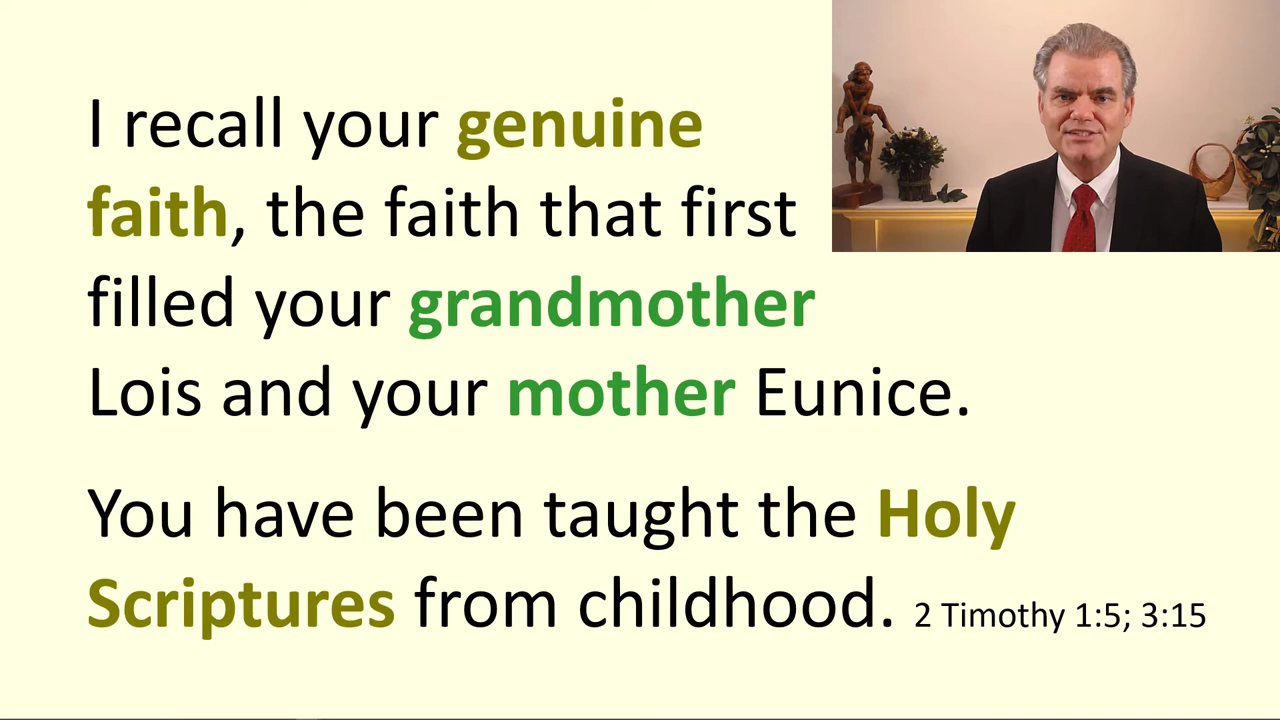 I recall your genuine
faith, the faith that first
filled your grandmother
Lois and your mother Eunice.
You have been taught the Holy
Scriptures from childhood. 2 Timothy 1:5; 3:15